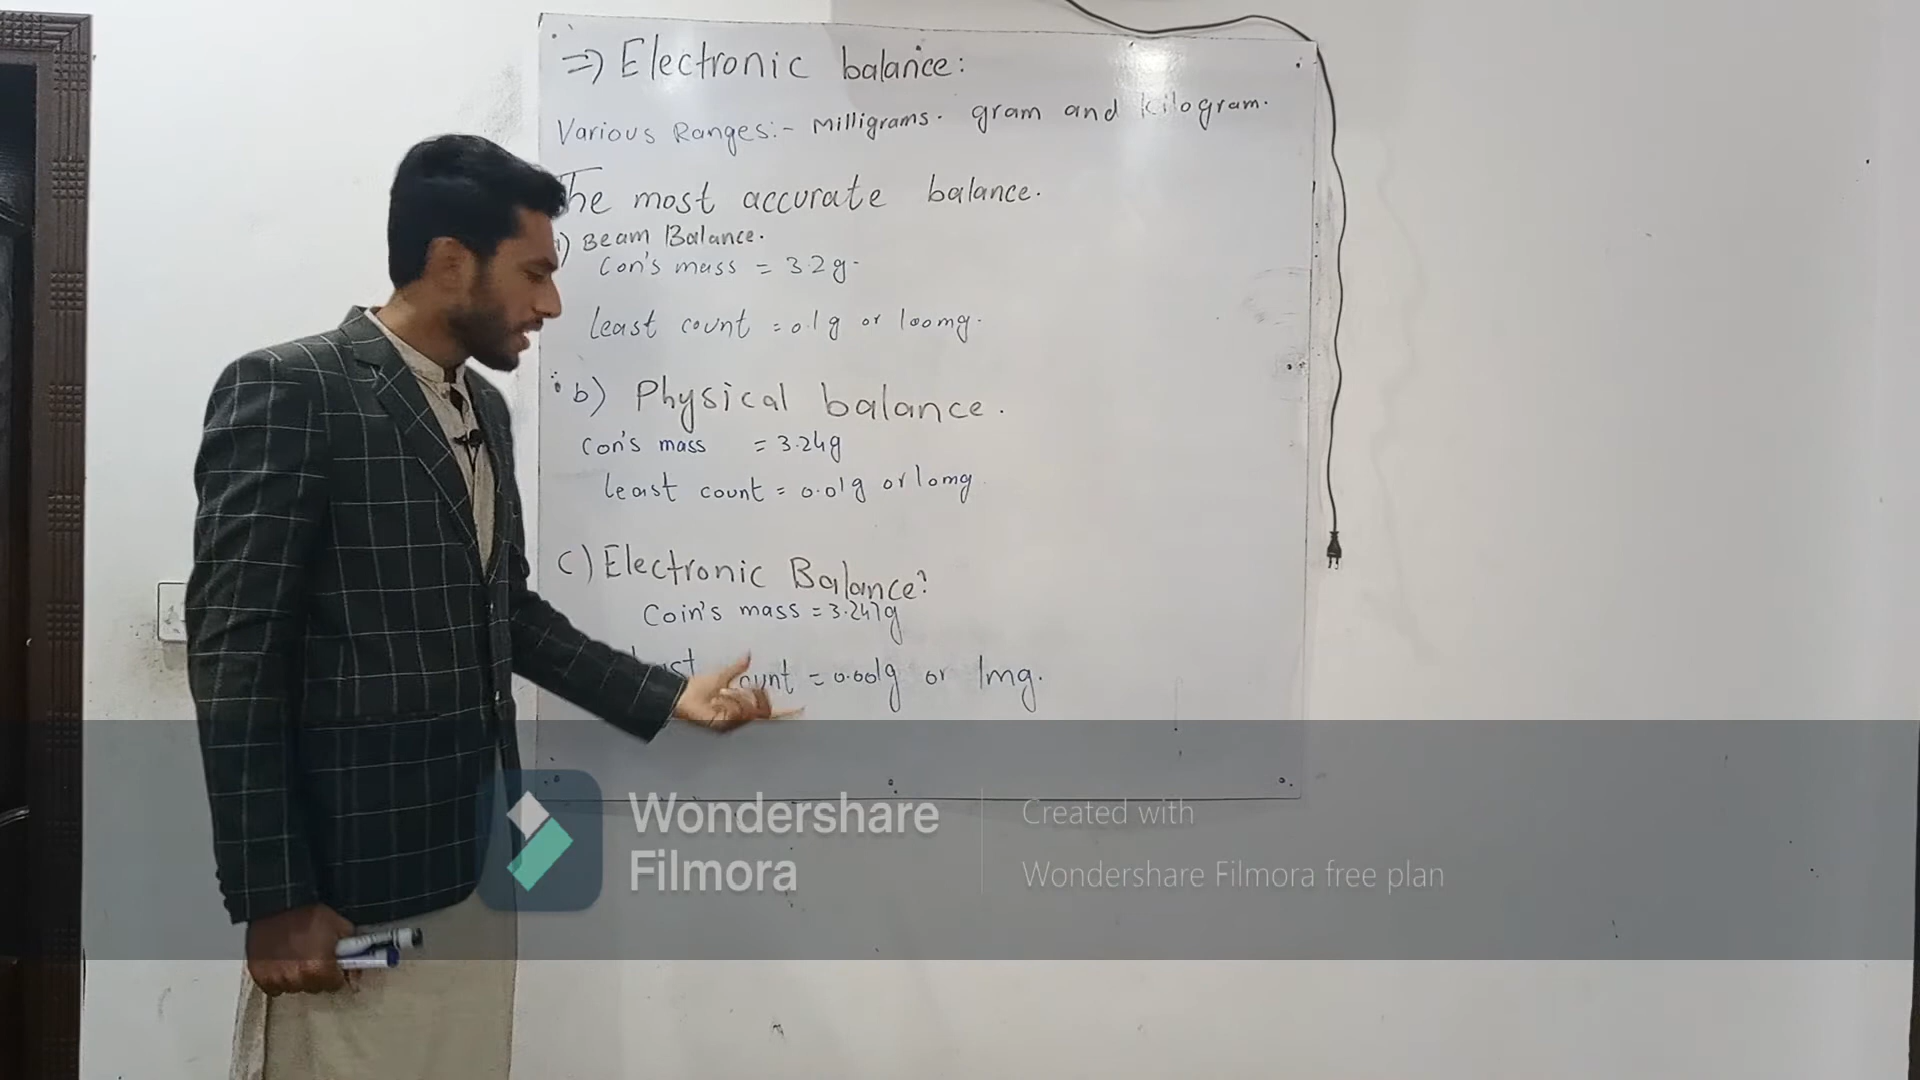 => Electronic balance:
Various Ranges:- Milligrams. gram and kilogram.
The most accurate balance.
a) Beam Balance.
Con's mass = 3.2g.
least count = 0.1g or 100mg.
b) Physical balance.
Con's mass = 3.24g
least count = 0.01g or 10mg
c) Electronic Balance:
Coin's mass = 3.247g
count = 0.001g or 1mg.
Wondershare
Filmora
Created with
Wondershare Filmora free plan